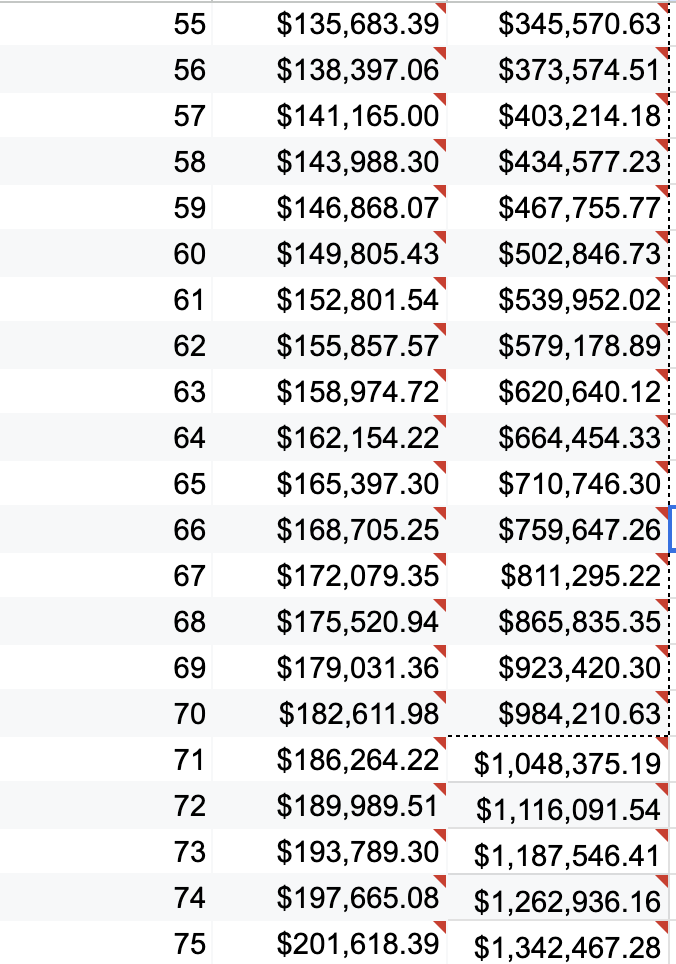 55 $135,683.39 $345,570.63
56 $138,397.06 $373,574.51
57 $141,165.00 $403,214.18
58 $143,988.30 $434,577.23
59 $146,868.07 $467,755.77
60 $149,805.43 $502,846.73
61 $152,801.54 $539,952.02
62 $155,857.57 $579,178.89
63 $158,974.72 $620,640.12
64 $162,154.22 $664,454.33
65 $165,397.30 $710,746.30
66 $168,705.25 $759,647.26
67 $172,079.35 $811,295.22
68 $175,520.94 $865,835.35
69 $179,031.36 $923,420.30
70 $182,611.98 $984,210.63
71 $186,264.22 $1,048,375.19
72 $189,989.51 $1,116,091.54
73 $193,789.30 $1,187,546.41
74 $197,665.08 $1,262,936.16
75 $201,618.39 $1,342,467.28